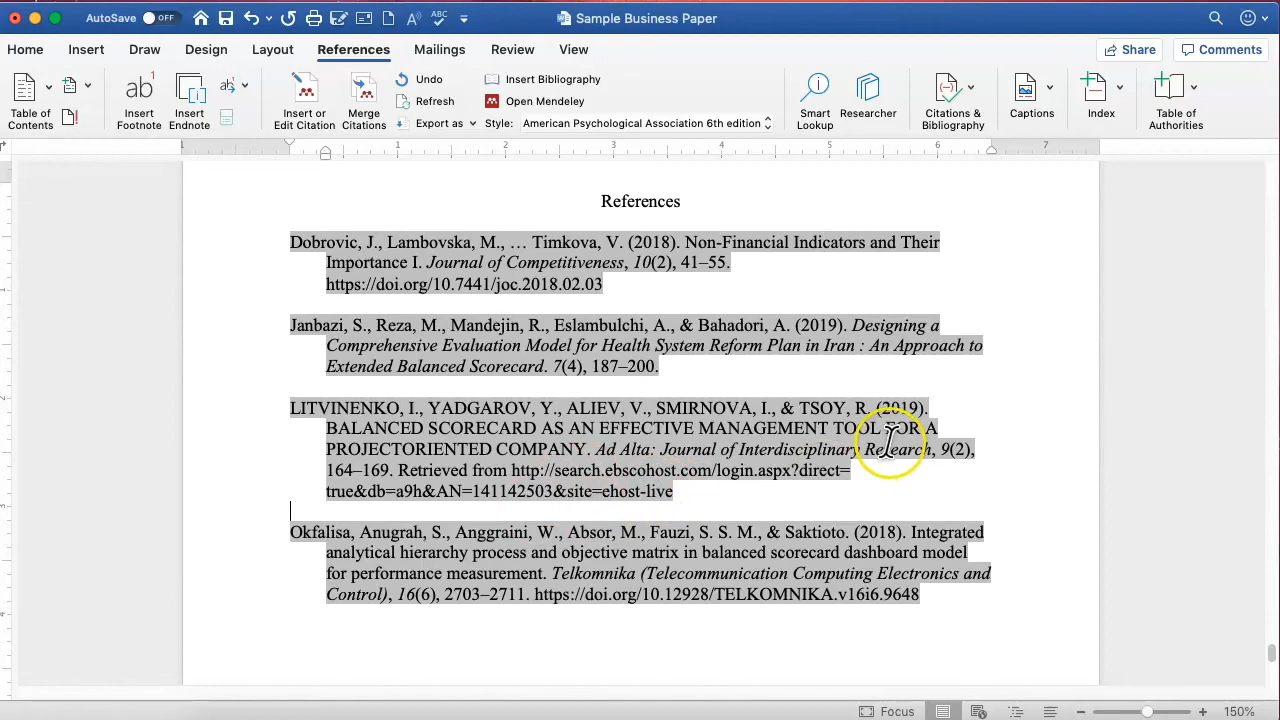 AutoSave OFF Sample Business Paper
Home Insert Draw Design Layout References Mailings Review View Share Comments
Table of Contents
Insert Footnote
Insert Endnote
Insert or Edit Citation
Merge Citations
Undo
Refresh
Export as
Insert Bibliography
Open Mendeley
Style: American Psychological Association 6th edition
Smart Lookup
Researcher
Citations & Bibliography
Captions
Index
Table of Authorities
1 1 2 3 4 5 6 7
References
Dobrovic, J., Lambovska, M., … Timkova, V. (2018). Non-Financial Indicators and Their
Importance I. Journal of Competitiveness, 10(2), 41–55.
https://doi.org/10.7441/joc.2018.02.03
Janbazi, S., Reza, M., Mandejin, R., Eslambulchi, A., & Bahadori, A. (2019). Designing a
Comprehensive Evaluation Model for Health System Reform Plan in Iran : An Approach to
Extended Balanced Scorecard. 7(4), 187–200.
LITVINENKO, I., YADGAROV, Y., ALIEV, V., SMIRNOVA, I., & TSOY, R. (2019).
BALANCED SCORECARD AS AN EFFECTIVE MANAGEMENT TOOL FOR A
PROJECTORIENTED COMPANY. Ad Alta: Journal of Interdisciplinary Research, 9(2),
164–169. Retrieved from http://search.ebscohost.com/login.aspx?direct=
true&db=a9h&AN=141142503&site=ehost-live
Okfalisa, Anugrah, S., Anggraini, W., Absor, M., Fauzi, S. S. M., & Saktioto. (2018). Integrated
analytical hierarchy process and objective matrix in balanced scorecard dashboard model
for performance measurement. Telkomnika (Telecommunication Computing Electronics and
Control), 16(6), 2703–2711. https://doi.org/10.12928/TELKOMNIKA.v16i6.9648
Focus 150%